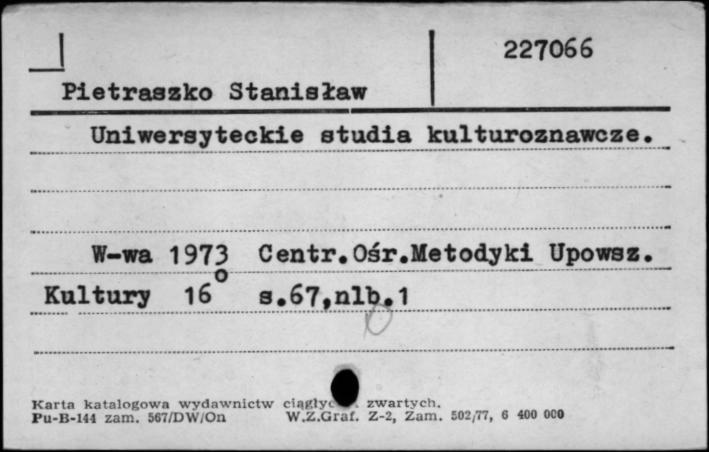 227066
Pietraszko Stanisław
Uniwersyteckie studia kulturoznawcze.
W-wa 1973 Centr.Ośr.Metodyki Upowsz.
Kultury 16° s.67,nlb.1
Karta katalogowa wydawnictw zwartych.
Pu-B-144 zam. 567/DW/On W.Z.Graf. Z-2, Zam. 502/77, 6 400 000